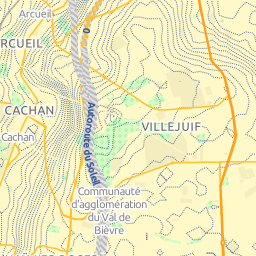 Arcueil
ARCUEIL
CACHAN
Cachan
VILLEJUIF
Autoroute du Soleil
Communauté
d'agglomération
du Val de
Bièvre